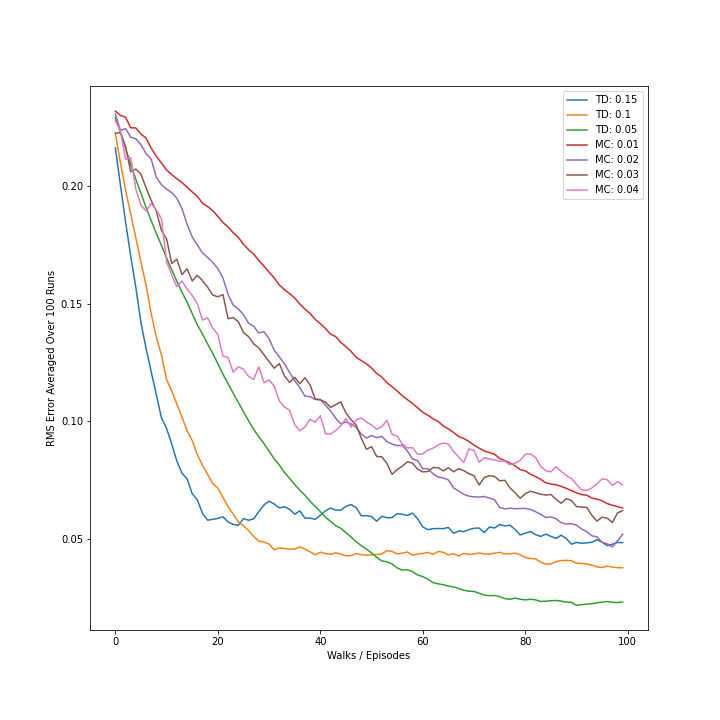 TD: 0.15
TD: 0.1
TD: 0.05
MC: 0.01
MC: 0.02
MC: 0.03
MC: 0.04
RMS Error Averaged Over 100 Runs
0.20
0.15
0.10
0.05
0 20 40 60 80 100
Walks / Episodes